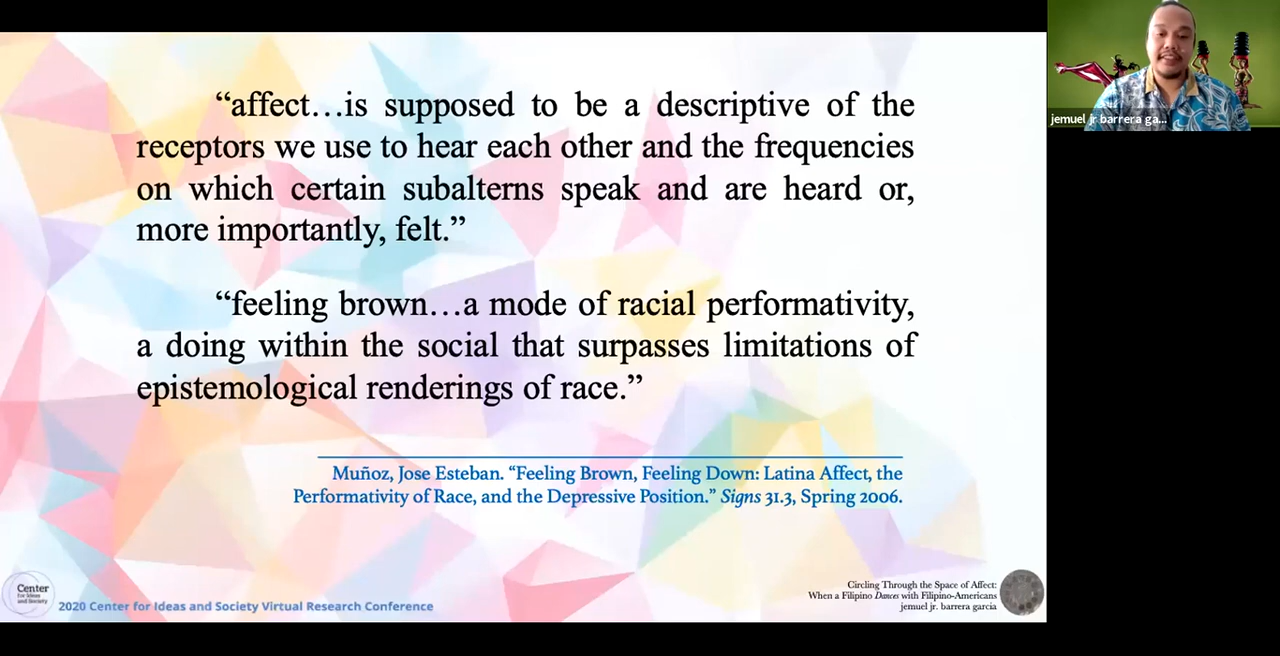 “affect…is supposed to be a descriptive of the
receptors we use to hear each other and the frequencies
on which certain subalterns speak and are heard or,
more importantly, felt.”
“feeling brown…a mode of racial performativity,
a doing within the social that surpasses limitations of
epistemological renderings of race.”
Muñoz, Jose Esteban. “Feeling Brown, Feeling Down: Latina Affect, the
Performativity of Race, and the Depressive Position.” Signs 31.3, Spring 2006.
Center
for Ideas
and Society
2020 Center for Ideas and Society Virtual Research Conference
Circling Through the Space of Affect:
When a Filipino Dances with Filipino-Americans
jemuel jr. barrera garcia
jemuel jr barrera ga...